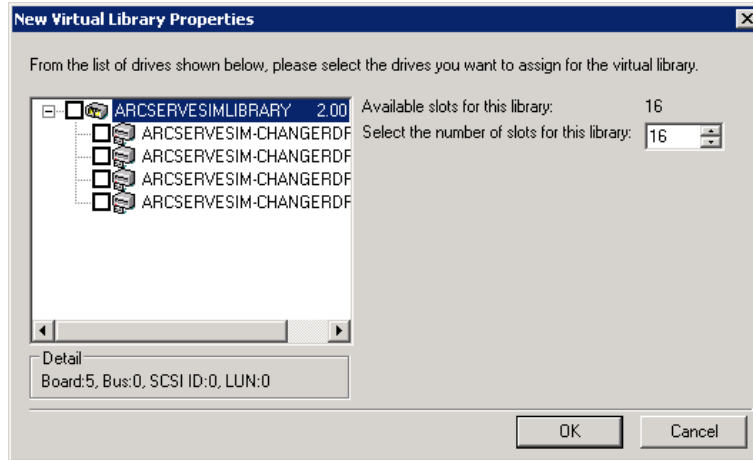 New Virtual Library Properties
From the list of drives shown below, please select the drives you want to assign for the virtual library.
ARCSERVESIMLIBRARY 2.00
ARCSERVESIM-CHANGERDF
ARCSERVESIM-CHANGERDF
ARCSERVESIM-CHANGERDF
ARCSERVESIM-CHANGERDF
Available slots for this library: 16
Select the number of slots for this library: 16
Detail
Board:5, Bus:0, SCSI ID:0, LUN:0
OK Cancel